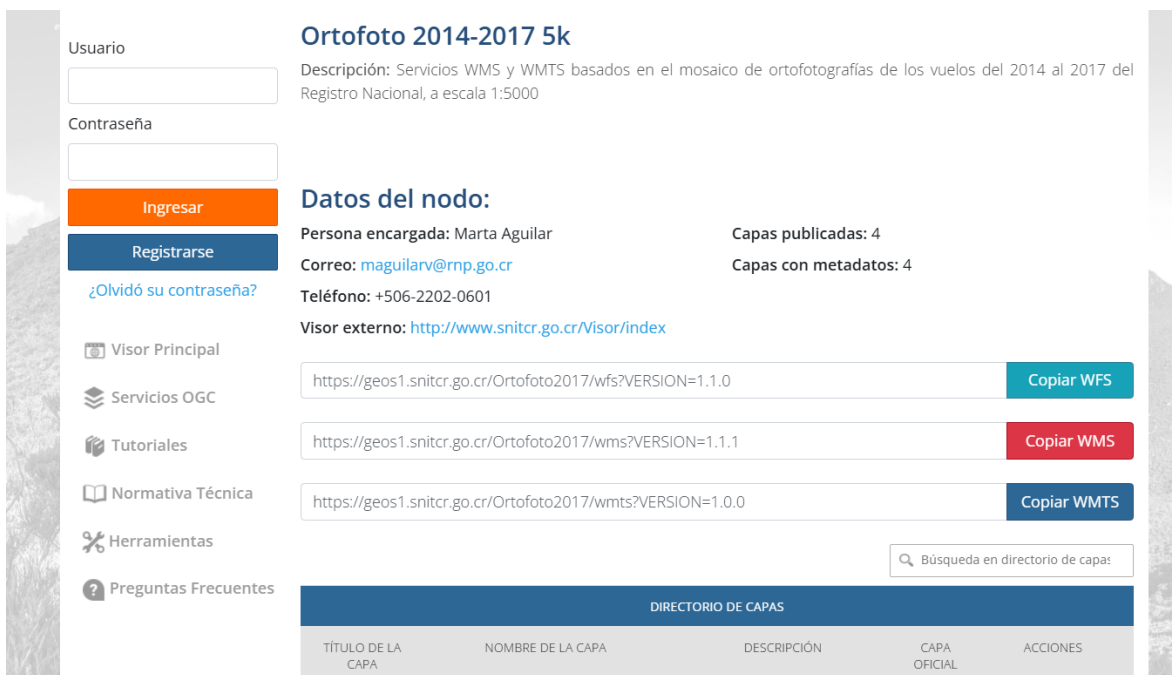 Usuario
Contraseña
Ingresar
Registrarse
¿Olvidó su contraseña?
Visor Principal
Servicios OGC
Tutoriales
Normativa Técnica
Herramientas
Preguntas Frecuentes
Ortofoto 2014-2017 5k
Descripción: Servicios WMS y WMTS basados en el mosaico de ortofotografías de los vuelos del 2014 al 2017 del
Registro Nacional, a escala 1:5000
Datos del nodo:
Persona encargada: Marta Aguilar
Capas publicadas: 4
Correo: maguilarv@rnp.go.cr
Capas con metadatos: 4
Teléfono: +506-2202-0601
Visor externo: http://www.snitcr.go.cr/Visor/index
https://geos1.snitcr.go.cr/Ortofoto2017/wfs?VERSION=1.1.0
Copiar WFS
https://geos1.snitcr.go.cr/Ortofoto2017/wms?VERSION=1.1.1
Copiar WMS
https://geos1.snitcr.go.cr/Ortofoto2017/wmts?VERSION=1.0.0
Copiar WMTS
Búsqueda en directorio de capas
DIRECTORIO DE CAPAS
TÍTULO DE LA
CAPA
NOMBRE DE LA CAPA
DESCRIPCIÓN
CAPA
OFICIAL
ACCIONES